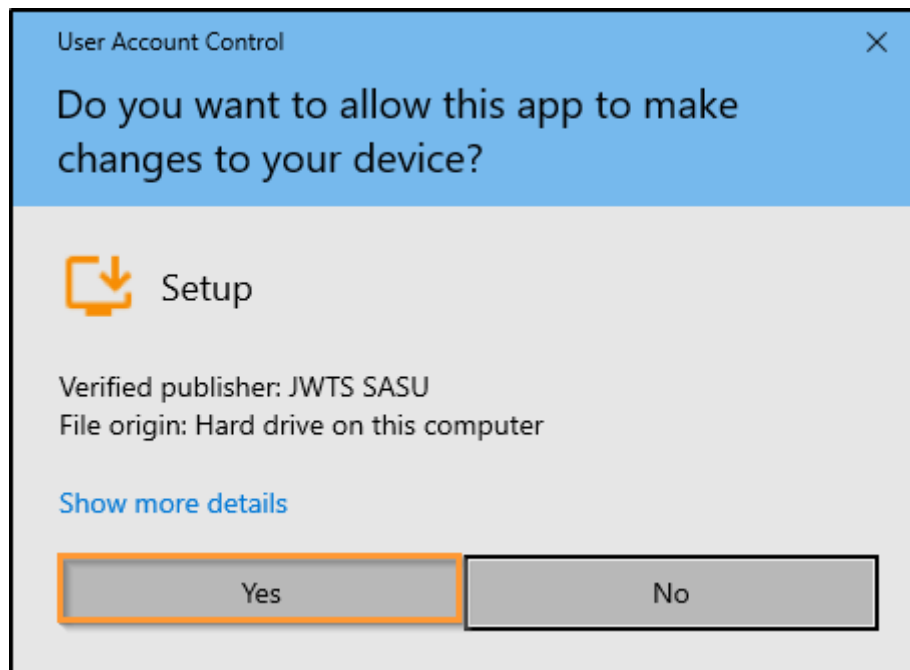 User Account Control
Do you want to allow this app to make
changes to your device?
Setup
Verified publisher: JWTS SASU
File origin: Hard drive on this computer
Show more details
Yes
No